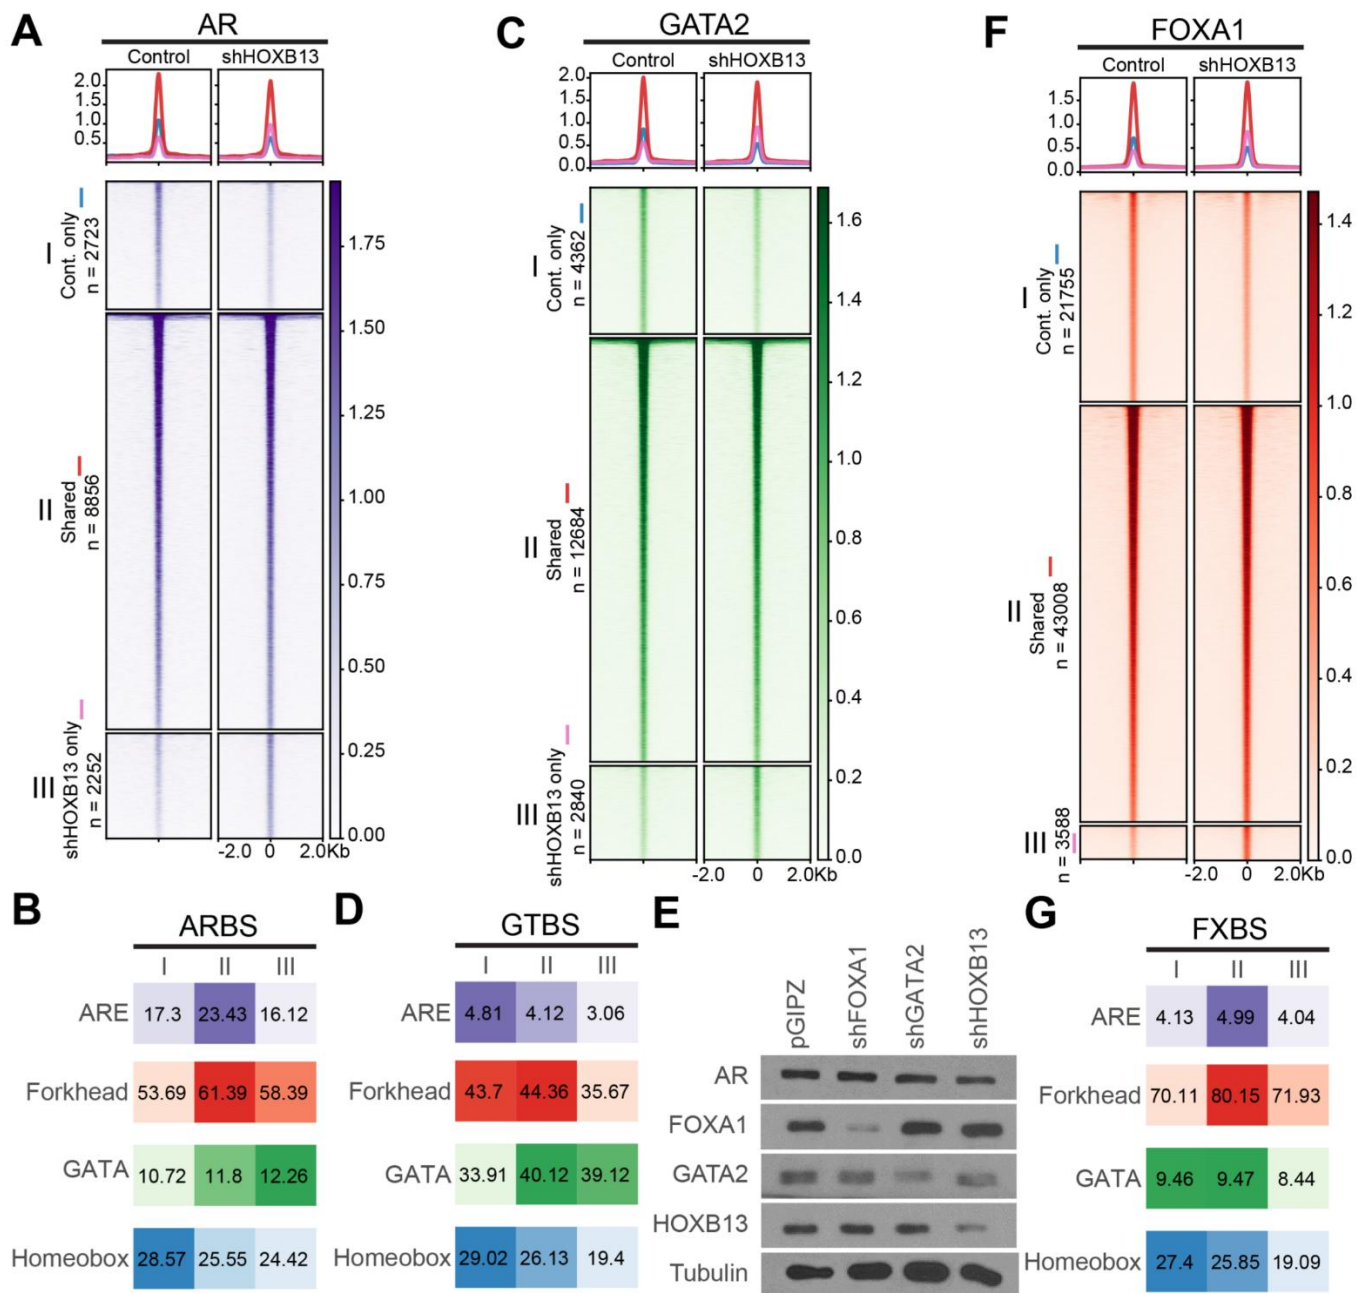 A
AR
Control
shHOXB13
2.0
1.5
1.0
0.5
I
Cont. only
n = 2723
II
Shared
n = 8856
III
shHOXB13 only
n = 2252
1.75
1.50
1.25
1.00
0.75
0.50
0.25
0.00
-2.0
0
2.0Kb
C
GATA2
Control
shHOXB13
2.0
1.5
1.0
0.5
0.0
I
Cont. only
n = 4362
II
Shared
n = 12684
III
shHOXB13 only
n = 2840
1.6
1.4
1.2
1.0
0.8
0.6
0.4
0.2
0.0
-2.0
0
2.0Kb
F
FOXA1
Control
shHOXB13
1.5
1.0
0.5
0.0
I
Cont. only
n = 21755
II
Shared
n = 43008
III
n = 3588
1.4
1.2
1.0
0.8
0.6
0.4
0.2
0.0
-2.0
0
2.0Kb
B
ARBS
I II III
ARE 17.3 23.43 16.12
Forkhead 53.69 61.39 58.39
GATA 10.72 11.8 12.26
Homeobox 28.57 25.55 24.42
D
GTBS
I II III
ARE 4.81 4.12 3.06
Forkhead 43.7 44.36 35.67
GATA 33.91 40.12 39.12
Homeobox 29.02 26.13 19.4
E
pGIPZ
shFOXA1
shGATA2
shHOXB13
AR
FOXA1
GATA2
HOXB13
Tubulin
G
FXBS
I II III
ARE 4.13 4.99 4.04
Forkhead 70.11 80.15 71.93
GATA 9.46 9.47 8.44
Homeobox 27.4 25.85 19.09